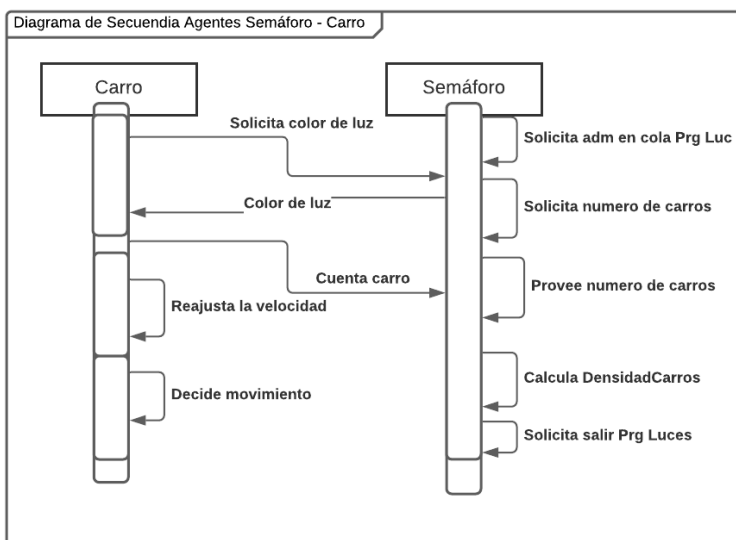 Diagrama de Secuendia Agentes Semáforo - Carro
Carro
Semáforo
Solicita color de luz
Solicita adm en cola Prg Luc
Color de luz
Solicita numero de carros
Cuenta carro
Provee numero de carros
Reajusta la velocidad
Calcula DensidadCarros
Decide movimiento
Solicita salir Prg Luces